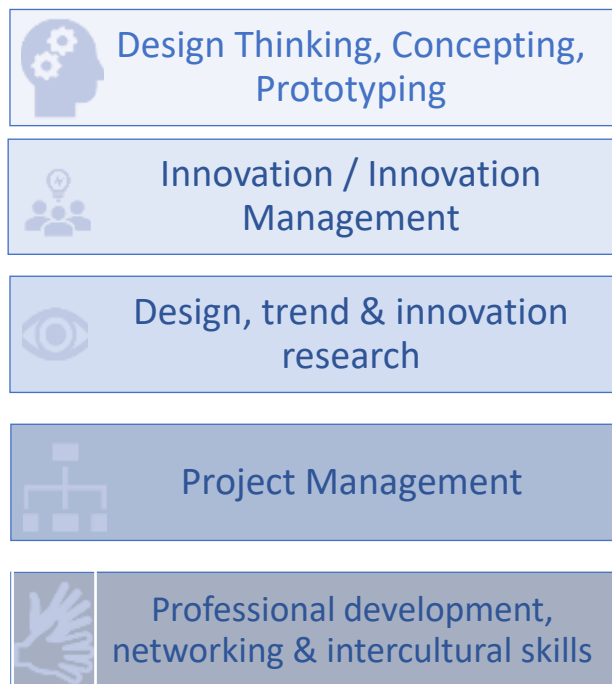 Design Thinking, Concepting,
Prototyping
Innovation / Innovation
Management
Design, trend & innovation
research
Project Management
Professional development,
networking & intercultural skills